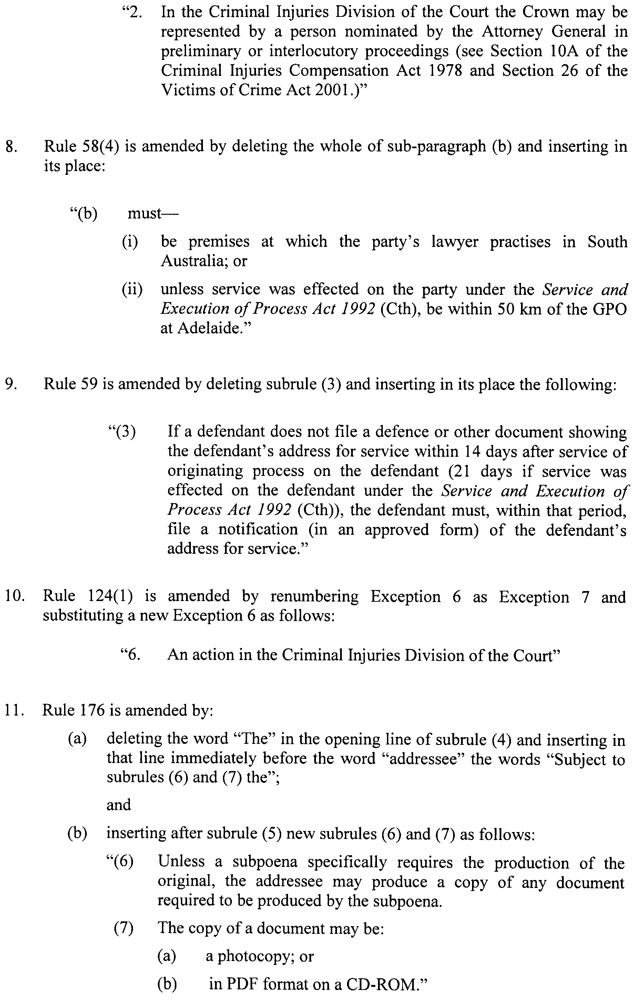 “2. In the Criminal Injuries Division of the Court the Crown may be
represented by a person nominated by the Attorney General in
preliminary or interlocutory proceedings (see Section 10A of the
Criminal Injuries Compensation Act 1978 and Section 26 of the
Victims of Crime Act 2001.)”
8. Rule 58(4) is amended by deleting the whole of sub-paragraph (b) and inserting in
its place:
“(b) must—
(i) be premises at which the party’s lawyer practises in South
Australia; or
(ii) unless service was effected on the party under the Service and
Execution of Process Act 1992 (Cth), be within 50 km of the GPO
at Adelaide.”
9. Rule 59 is amended by deleting subrule (3) and inserting in its place the following:
“(3) If a defendant does not file a defence or other document showing
the defendant’s address for service within 14 days after service of
originating process on the defendant (21 days if service was
effected on the defendant under the Service and Execution of
Process Act 1992 (Cth)), the defendant must, within that period,
file a notification (in an approved form) of the defendant’s
address for service.”
10. Rule 124(1) is amended by renumbering Exception 6 as Exception 7 and
substituting a new Exception 6 as follows:
“6. An action in the Criminal Injuries Division of the Court”
11. Rule 176 is amended by:
(a) deleting the word “The” in the opening line of subrule (4) and inserting in
that line immediately before the word “addressee” the words “Subject to
subrules (6) and (7) the”;
and
(b) inserting after subrule (5) new subrules (6) and (7) as follows:
“(6) Unless a subpoena specifically requires the production of the
original, the addressee may produce a copy of any document
required to be produced by the subpoena.
(7) The copy of a document may be:
(a) a photocopy; or
(b) in PDF format on a CD-ROM.”